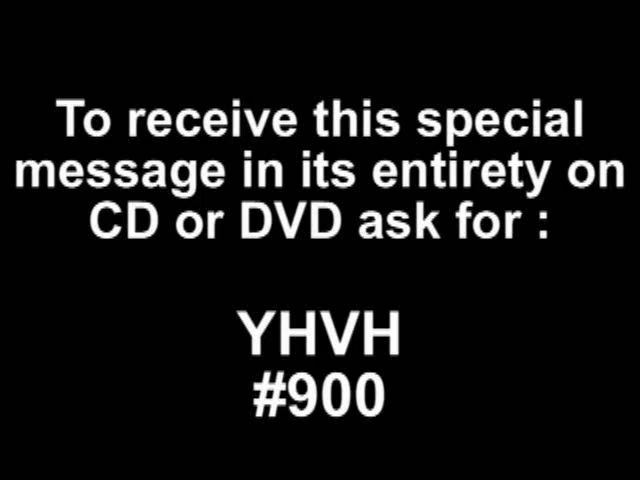 To receive this special
message in its entirety on
CD or DVD ask for :
YHVH
#900